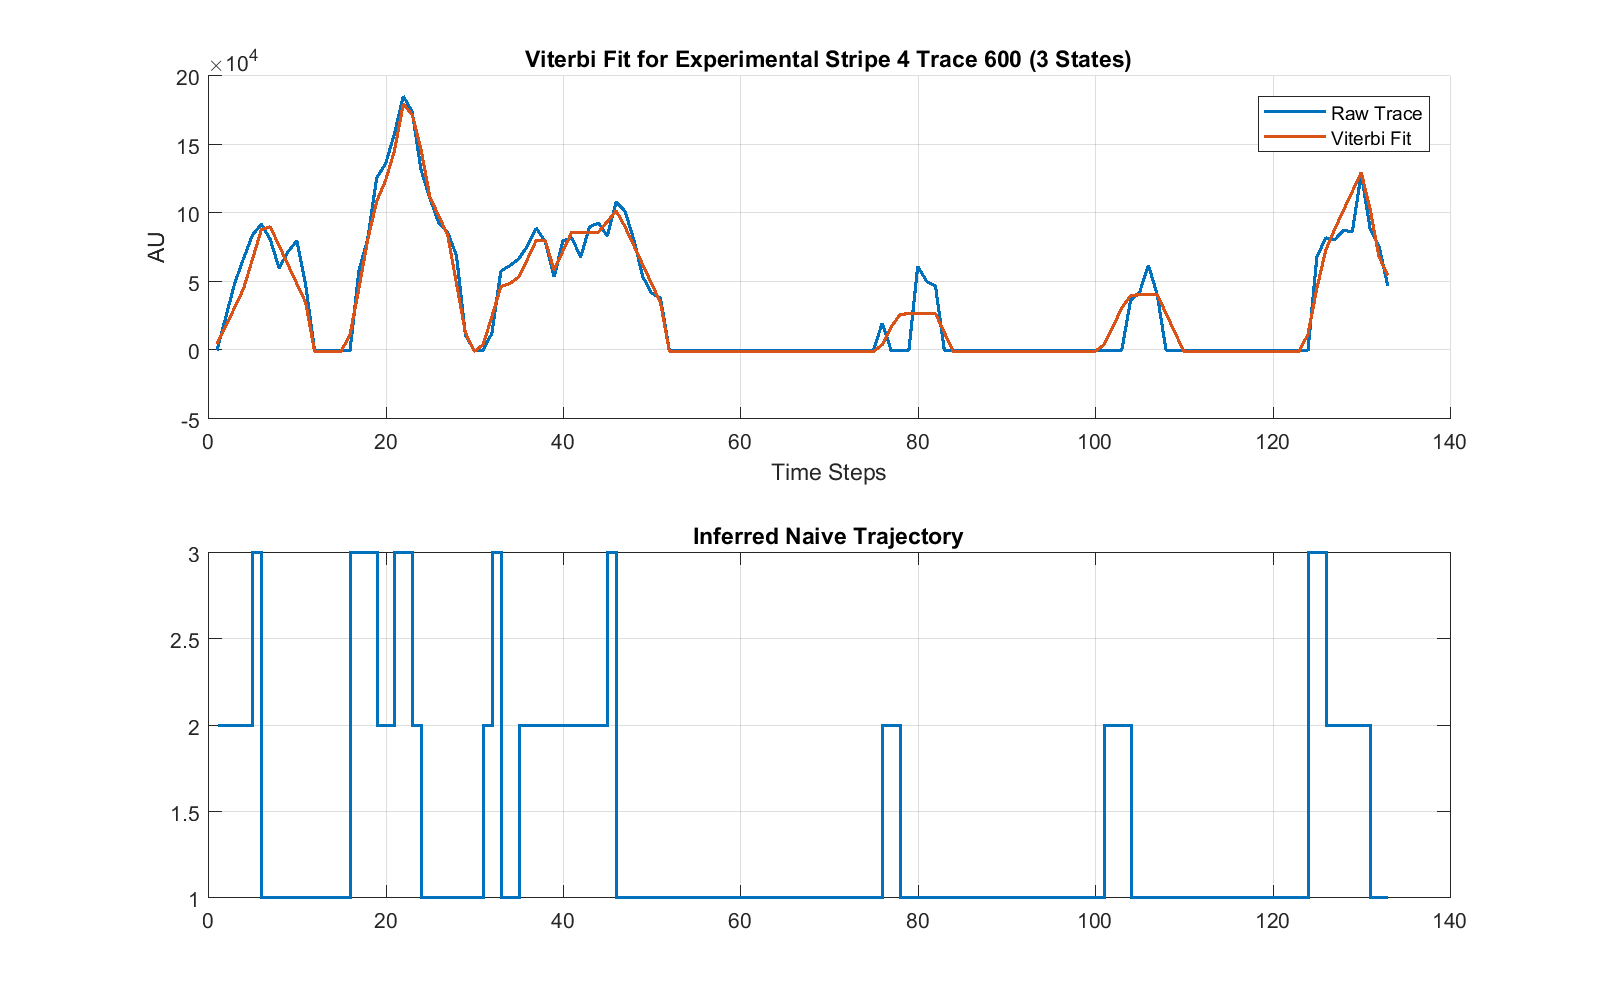 Viterbi Fit for Experimental Stripe 4 Trace 600 (3 States)
×10^4
20
15
10
5
0
-5
AU
Raw Trace
Viterbi Fit
0 20 40 60 80 100 120 140
Time Steps
Inferred Naive Trajectory
3
2.5
2
1.5
1
0 20 40 60 80 100 120 140